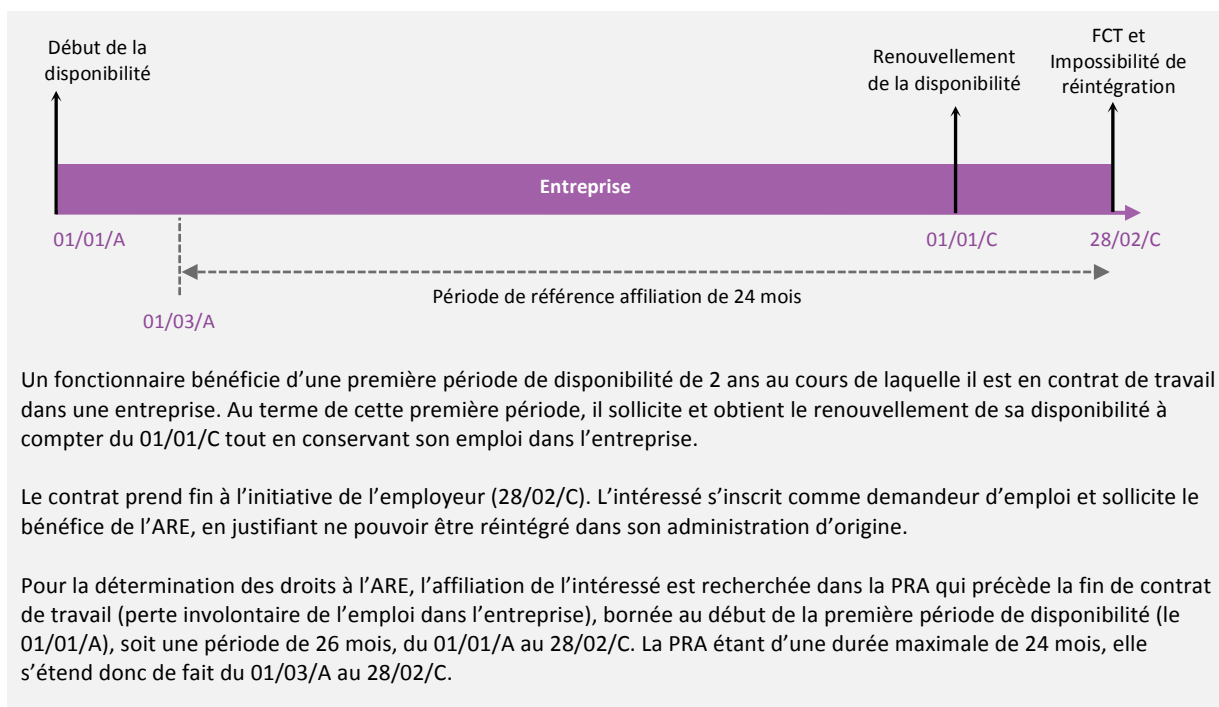 Début de la
disponibilité
Renouvellement
de la disponibilité
FCT et
Impossibilité de
réintégration
Entreprise
01/01/A
01/01/C
28/02/C
Période de référence affiliation de 24 mois
01/03/A
Un fonctionnaire bénéficie d’une première période de disponibilité de 2 ans au cours de laquelle il est en contrat de travail
dans une entreprise. Au terme de cette première période, il sollicite et obtient le renouvellement de sa disponibilité à
compter du 01/01/C tout en conservant son emploi dans l’entreprise.
Le contrat prend fin à l’initiative de l’employeur (28/02/C). L’intéressé s’inscrit comme demandeur d’emploi et sollicite le
bénéfice de l’ARE, en justifiant ne pouvoir être réintégré dans son administration d’origine.
Pour la détermination des droits à l’ARE, l’affiliation de l’intéressé est recherchée dans la PRA qui précède la fin de contrat
de travail (perte involontaire de l’emploi dans l’entreprise), bornée au début de la première période de disponibilité (le
01/01/A), soit une période de 26 mois, du 01/01/A au 28/02/C. La PRA étant d’une durée maximale de 24 mois, elle
s’étend donc de fait du 01/03/A au 28/02/C.